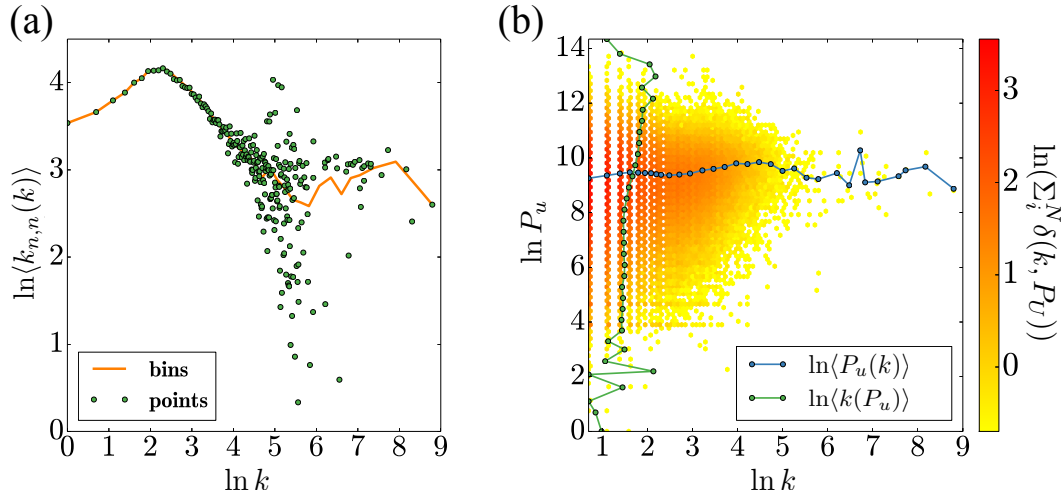 (a)
(b)
ln⟨k_{n,n}(k)⟩
4
3
2
1
0
0 1 2 3 4 5 6 7 8 9
ln k
bins
points
ln P_u
14
12
10
8
6
4
2
0
1 2 3 4 5 6 7 8 9
ln k
ln⟨P_u(k)⟩
ln⟨k(P_u)⟩
3
2
1
0
ln(Σ_i^N δ(k, P_U))